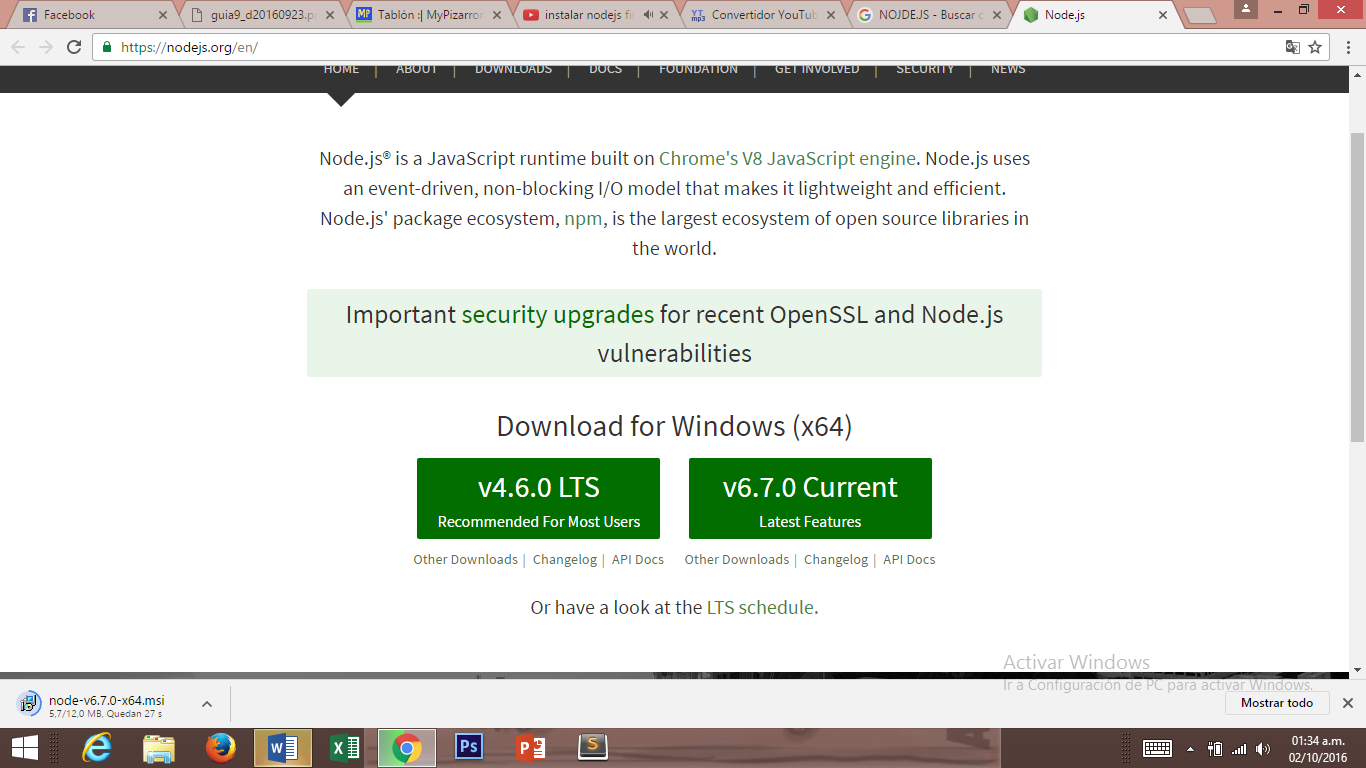 Facebook
guia9_d20160923.p
Tablón :| MyPizarror
instalar nodejs fi
Convertidor YouTub
NOJDE.JS - Buscar
Node.js
https://nodejs.org/en/
HOME | ABOUT | DOWNLOADS | DOCS | FOUNDATION | GET INVOLVED | SECURITY | NEWS
Node.js® is a JavaScript runtime built on Chrome's V8 JavaScript engine. Node.js uses
an event-driven, non-blocking I/O model that makes it lightweight and efficient.
Node.js' package ecosystem, npm, is the largest ecosystem of open source libraries in
the world.
Important security upgrades for recent OpenSSL and Node.js
vulnerabilities
Download for Windows (x64)
v4.6.0 LTS
Recommended For Most Users
v6.7.0 Current
Latest Features
Other Downloads | Changelog | API Docs
Other Downloads | Changelog | API Docs
Or have a look at the LTS schedule.
Activar Windows
Ir a Configuración de PC para activar Windows.
node-v6.7.0-x64.msi
5,7/12,0 MB, Quedan 27 s
Mostrar todo
01:34 a.m.
02/10/2016